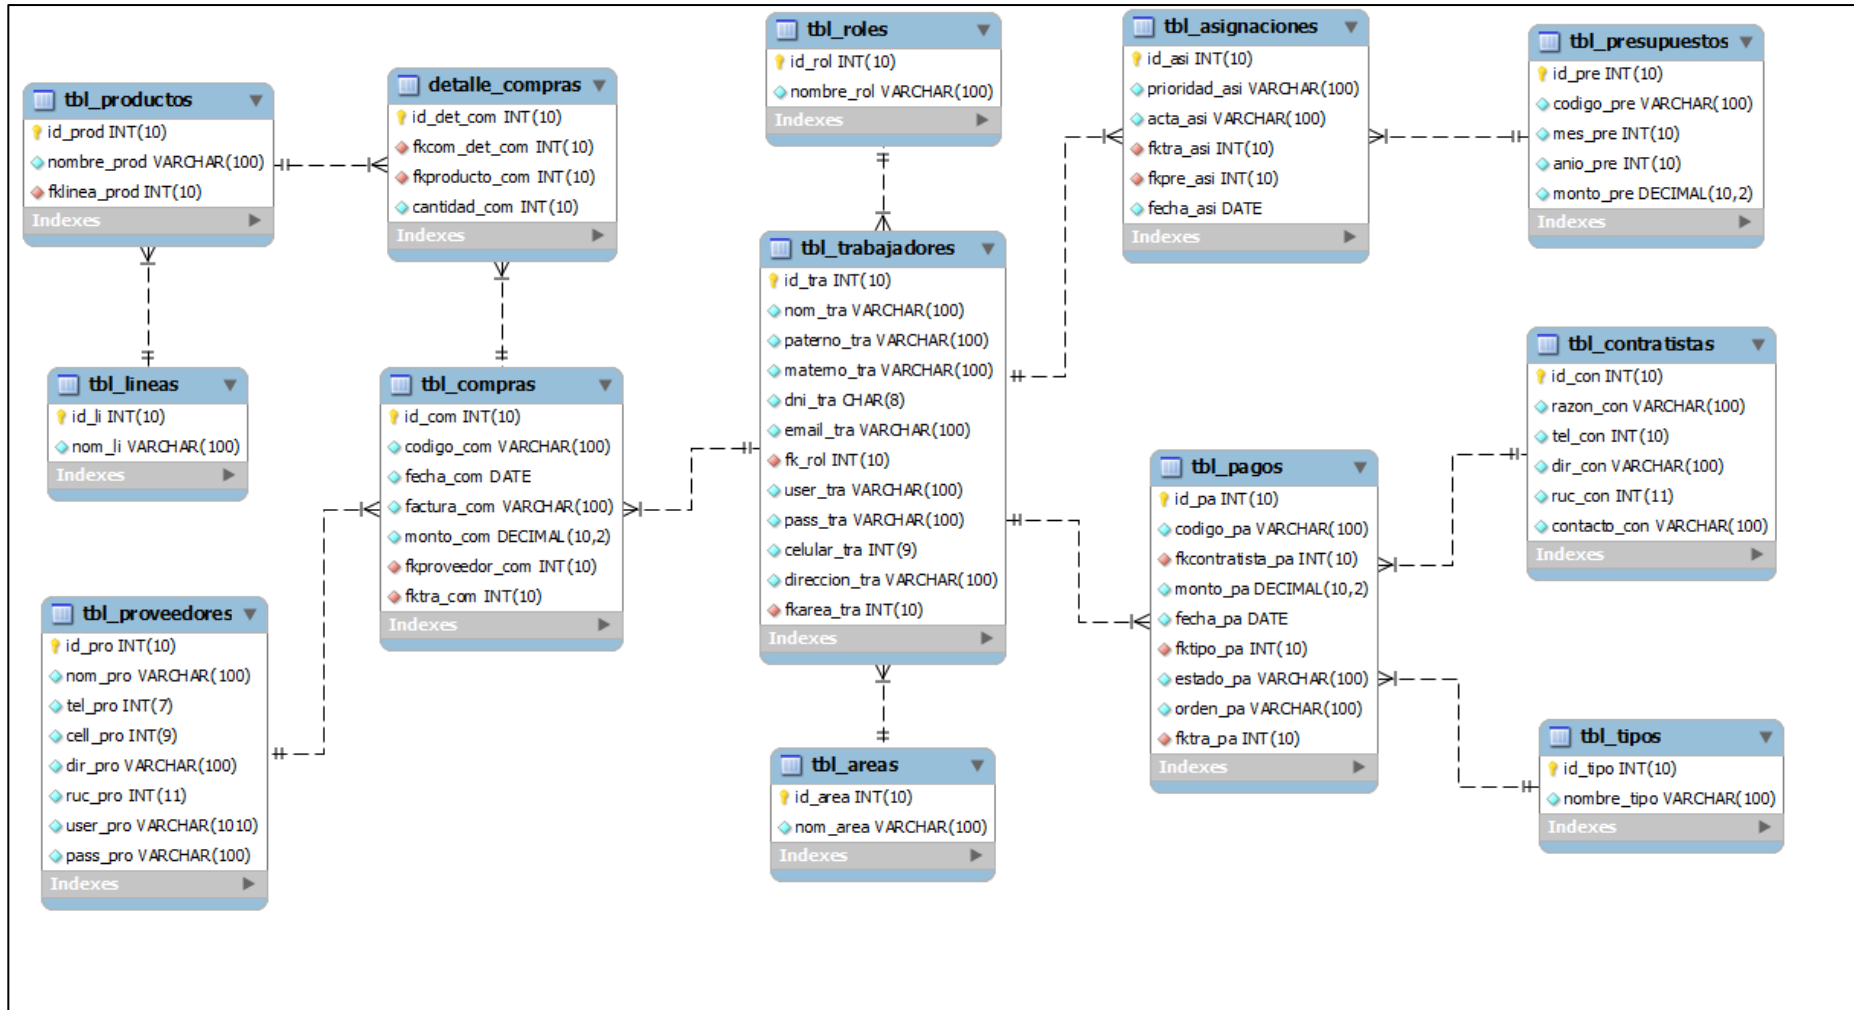 tbl_productos
id_prod INT(10)
nombre_prod VARCHAR(100)
fklinea_prod INT(10)
Indexes
detalle_compras
id_det_com INT(10)
fkcom_det_com INT(10)
fkproducto_com INT(10)
cantidad_com INT(10)
Indexes
tbl_roles
id_rol INT(10)
nombre_rol VARCHAR(100)
Indexes
tbl_asignaciones
id_asi INT(10)
prioridad_asi VARCHAR(100)
acta_asi VARCHAR(100)
fktra_asi INT(10)
fkpre_asi INT(10)
fecha_asi DATE
Indexes
tbl_presupuestos
id_pre INT(10)
codigo_pre VARCHAR(100)
mes_pre INT(10)
anio_pre INT(10)
monto_pre DECIMAL(10,2)
Indexes
tbl_lineas
id_li INT(10)
nom_li VARCHAR(100)
Indexes
tbl_compras
id_com INT(10)
codigo_com VARCHAR(100)
fecha_com DATE
factura_com VARCHAR(100)
monto_com DECIMAL(10,2)
fkproveedor_com INT(10)
fktra_com INT(10)
Indexes
tbl_trabajadores
id_tra INT(10)
nom_tra VARCHAR(100)
paterno_tra VARCHAR(100)
materno_tra VARCHAR(100)
dni_tra CHAR(8)
email_tra VARCHAR(100)
fk_rol INT(10)
user_tra VARCHAR(100)
pass_tra VARCHAR(100)
celular_tra INT(9)
direccion_tra VARCHAR(100)
fkarea_tra INT(10)
Indexes
tbl_contratistas
id_con INT(10)
razon_con VARCHAR(100)
tel_con INT(10)
dir_con VARCHAR(100)
ruc_con INT(11)
contacto_con VARCHAR(100)
Indexes
tbl_pagos
id_pa INT(10)
codigo_pa VARCHAR(100)
fkcontratista_pa INT(10)
monto_pa DECIMAL(10,2)
fecha_pa DATE
fktipo_pa INT(10)
estado_pa VARCHAR(100)
orden_pa VARCHAR(100)
fktra_pa INT(10)
Indexes
tbl_proveedores
id_pro INT(10)
nom_pro VARCHAR(100)
tel_pro INT(7)
cell_pro INT(9)
dir_pro VARCHAR(100)
ruc_pro INT(11)
user_pro VARCHAR(1010)
pass_pro VARCHAR(100)
Indexes
tbl_areas
id_area INT(10)
nom_area VARCHAR(100)
Indexes
tbl_tipos
id_tipo INT(10)
nombre_tipo VARCHAR(100)
Indexes